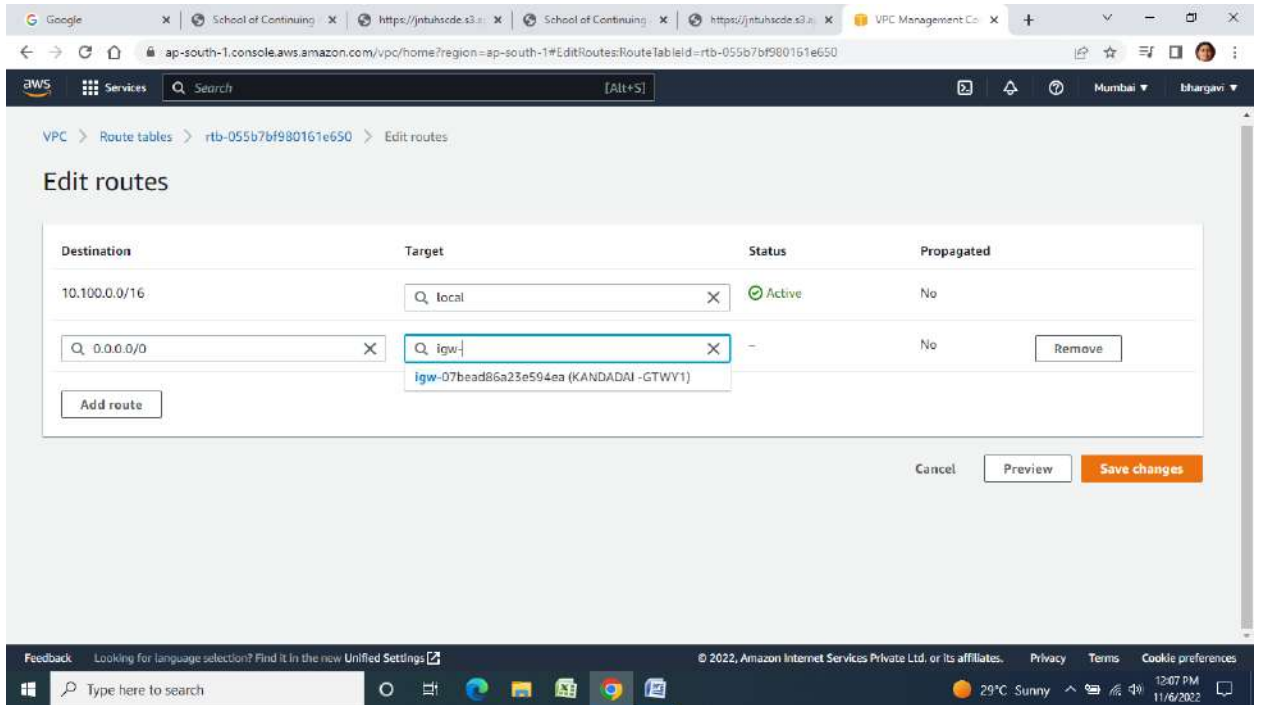 Google
School of Continuing
https://jntuhscde.s3.a
School of Continuing
https://jntuhscde.s3.a
VPC Management Co
ap-south-1.console.aws.amazon.com/vpc/home?region=ap-south-1#EditRoutes:RouteTableId=rtb-055b7bf980161e650
aws Services Search [Alt+S] Mumbai bhargavi
VPC > Route tables > rtb-055b7bf980161e650 > Edit routes
Edit routes
Destination Target Status Propagated
10.100.0.0/16 local Active No
0.0.0.0/0 igw- – No Remove
igw-07bead86a23e594ea (KANDADAI -GTWY1)
Add route
Cancel Preview Save changes
Feedback Looking for language selection? Find it in the new Unified Settings © 2022, Amazon Internet Services Private Ltd. or its affiliates. Privacy Terms Cookie preferences
Type here to search 29°C Sunny 12:07 PM
11/6/2022